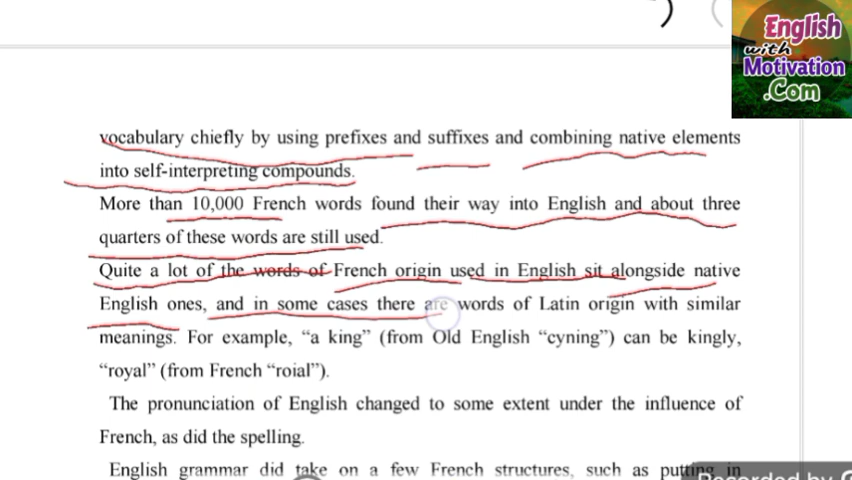 English
with
Motivation
.Com
vocabulary chiefly by using prefixes and suffixes and combining native elements
into self-interpreting compounds.
More than 10,000 French words found their way into English and about three
quarters of these words are still used.
Quite a lot of the words of French origin used in English sit alongside native
English ones, and in some cases there are words of Latin origin with similar
meanings. For example, “a king” (from Old English “cyning”) can be kingly,
“royal” (from French “roial”).
The pronunciation of English changed to some extent under the influence of
French, as did the spelling.
English grammar did take on a few French structures, such as putting in
Recorded by